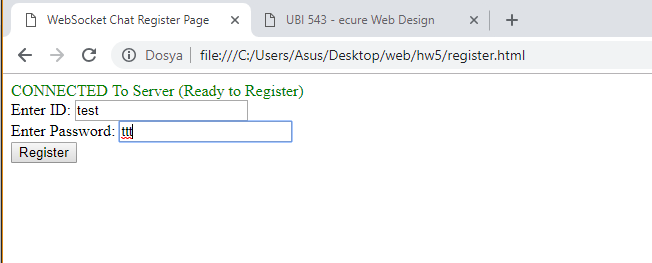 WebSocket Chat Register Page
UBI 543 - ecure Web Design
Dosya
file:///C:/Users/Asus/Desktop/web/hw5/register.html
CONNECTED To Server (Ready to Register)
Enter ID: test
Enter Password: ttt
Register